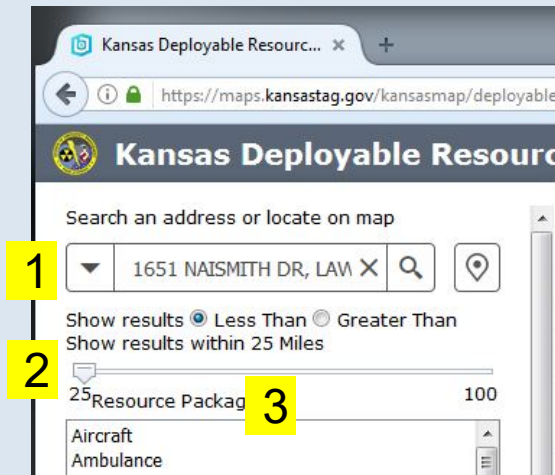 Kansas Deployable Resourc... ×
+
https://maps.kansastag.gov/kansasmap/deployable
Kansas Deployable Resourc
Search an address or locate on map
1
1651 NAISMITH DR, LAW
Show results Less Than Greater Than
Show results within 25 Miles
2
25
100
Resource Packag
3
Aircraft
Ambulance